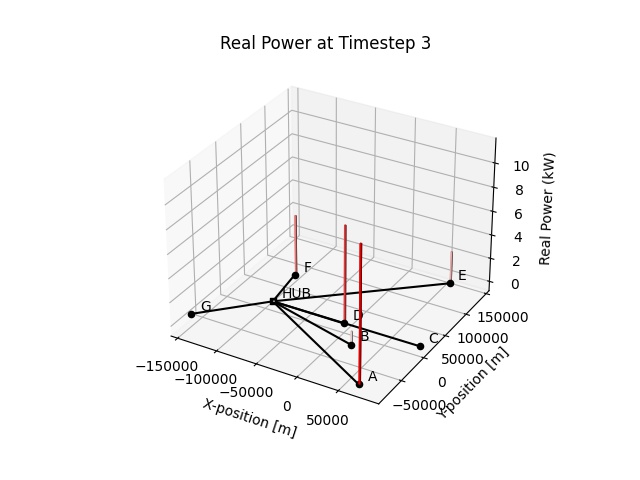 Real Power at Timestep 3
10
8
6
4
2
0
Real Power (kW)
F
E
HUB
G
D
B
C
A
150000
100000
50000
0
−50000
Y-position [m]
−150000
−100000
−50000
0
50000
X-position [m]